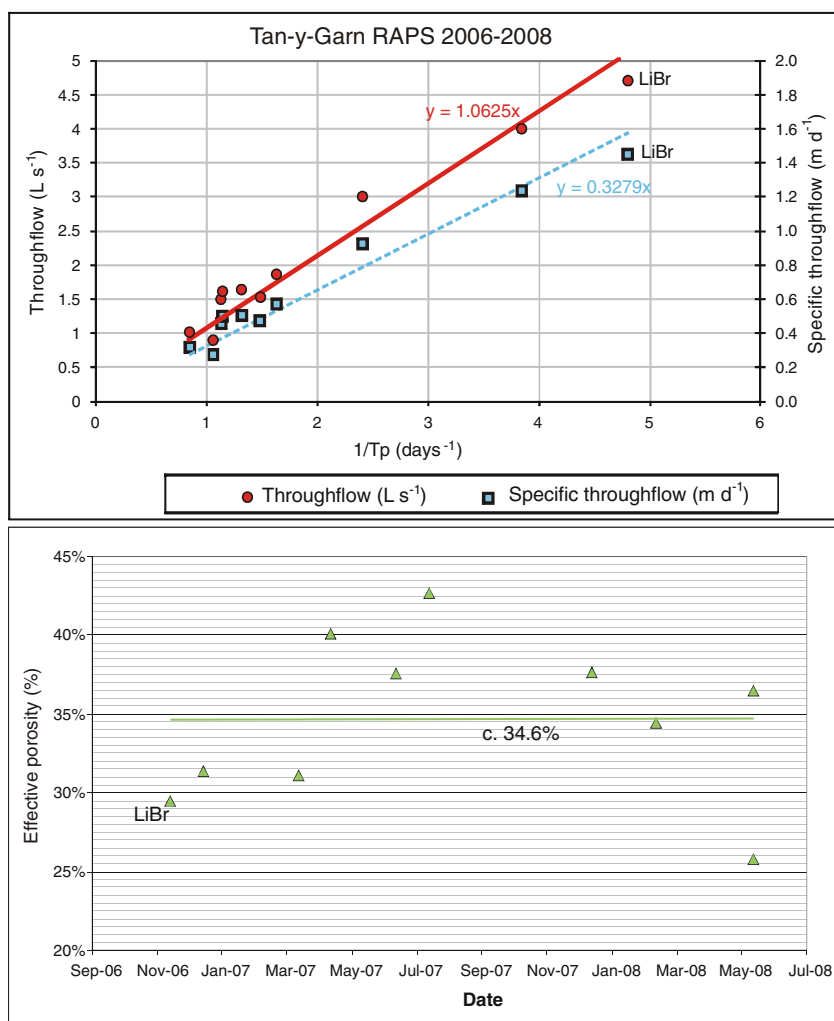 Tan-y-Garn RAPS 2006-2008
Throughflow (L s-1)
5
4.5
4
3.5
3
2.5
2
1.5
1
0.5
0
2.0
1.8
1.6
1.4
1.2
1.0
0.8
0.6
0.4
0.2
0.0
Specific throughflow (m d-1)
LiBr
y = 1.0625x
LiBr
y = 0.3279x
0 1 2 3 4 5 6
1/Tp (days-1)
Throughflow (L s-1) Specific throughflow (m d-1)
Effective porosity (%)
45%
40%
35%
30%
25%
20%
c. 34.6%
LiBr
Sep-06 Nov-06 Jan-07 Mar-07 May-07 Jul-07 Sep-07 Nov-07 Jan-08 Mar-08 May-08 Jul-08
Date